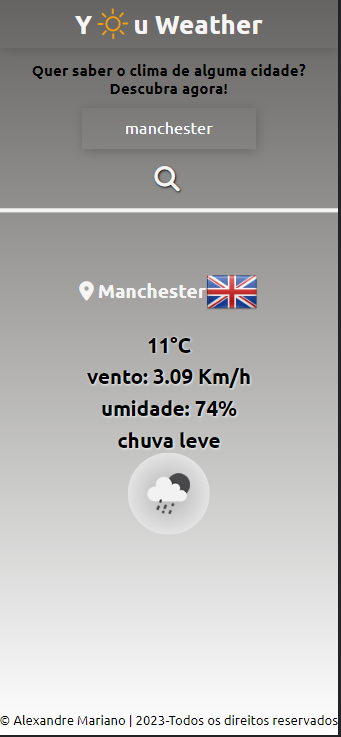 Y u Weather
Quer saber o clima de alguma cidade?
Descubra agora!
manchester
Manchester
11°C
vento: 3.09 Km/h
umidade: 74%
chuva leve
© Alexandre Mariano | 2023-Todos os direitos reservados